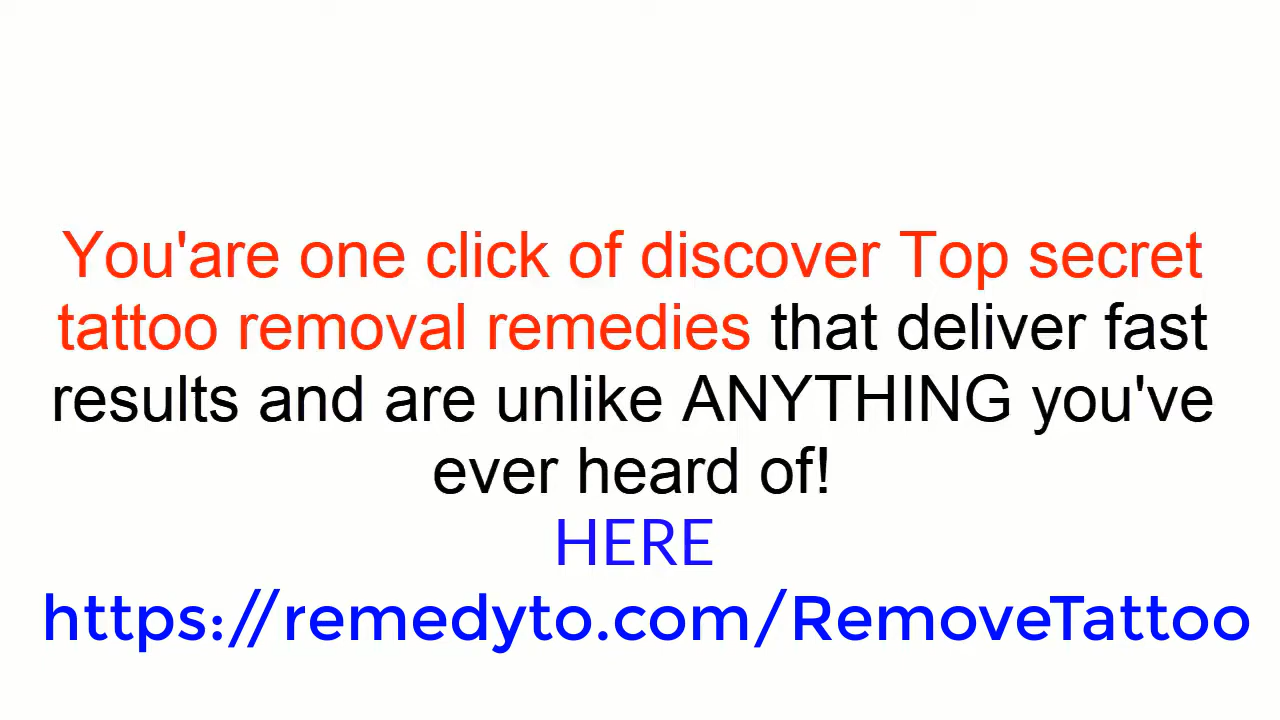 You'are one click of discover Top secret
tattoo removal remedies that deliver fast
results and are unlike ANYTHING you've
ever heard of!
HERE
https://remedyto.com/RemoveTattoo